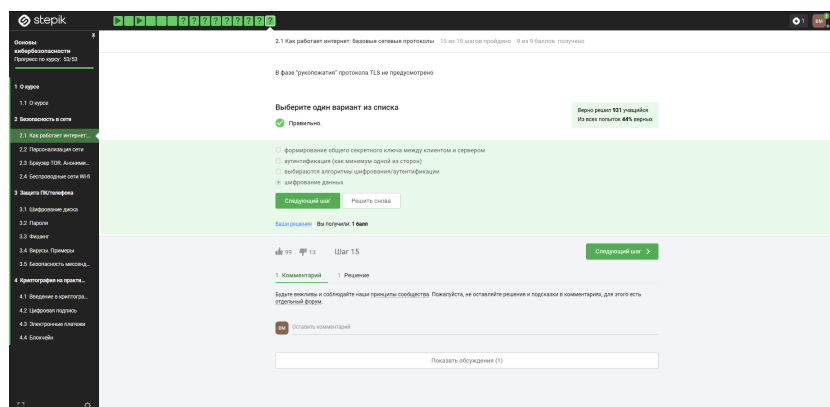 stepik
1
ВМ
Основы
кибербезопасности
Прогресс по курсу: 53/53
1 О курсе
1.1 О курсе
2 Безопасность в сети
2.1 Как работает интернет:...
2.2 Персонализация сети
2.3 Браузер TOR. Аноними...
2.4 Беспроводные сети Wi-fi
3 Защита ПК/телефона
3.1 Шифрование диска
3.2 Пароли
3.3 Фишинг
3.4 Вирусы. Примеры
3.5 Безопасность мессенд...
4 Криптография на практи...
4.1 Введение в криптогра...
4.2 Цифровая подпись
4.3 Электронные платежи
4.4 Блокчейн
2.1 Как работает интернет: базовые сетевые протоколы 15 из 15 шагов пройдено 9 из 9 баллов получено
В фазе "рукопожатия" протокола TLS не предусмотрено
Выберите один вариант из списка
Правильно.
Верно решил 931 учащийся
Из всех попыток 44% верных
формирование общего секретного ключа между клиентом и сервером
аутентификация (как минимум одной из сторон)
выбираются алгоритмы шифрования/аутентификации
шифрование данных
Следующий шаг Решить снова
Ваши решения Вы получили: 1 балл
99 13 Шаг 15 Следующий шаг
1 Комментарий 1 Решение
Будьте вежливы и соблюдайте наши принципы сообщества. Пожалуйста, не оставляйте решения и подсказки в комментариях, для этого есть
отдельный форум.
ВМ Оставить комментарий
Показать обсуждения (1)